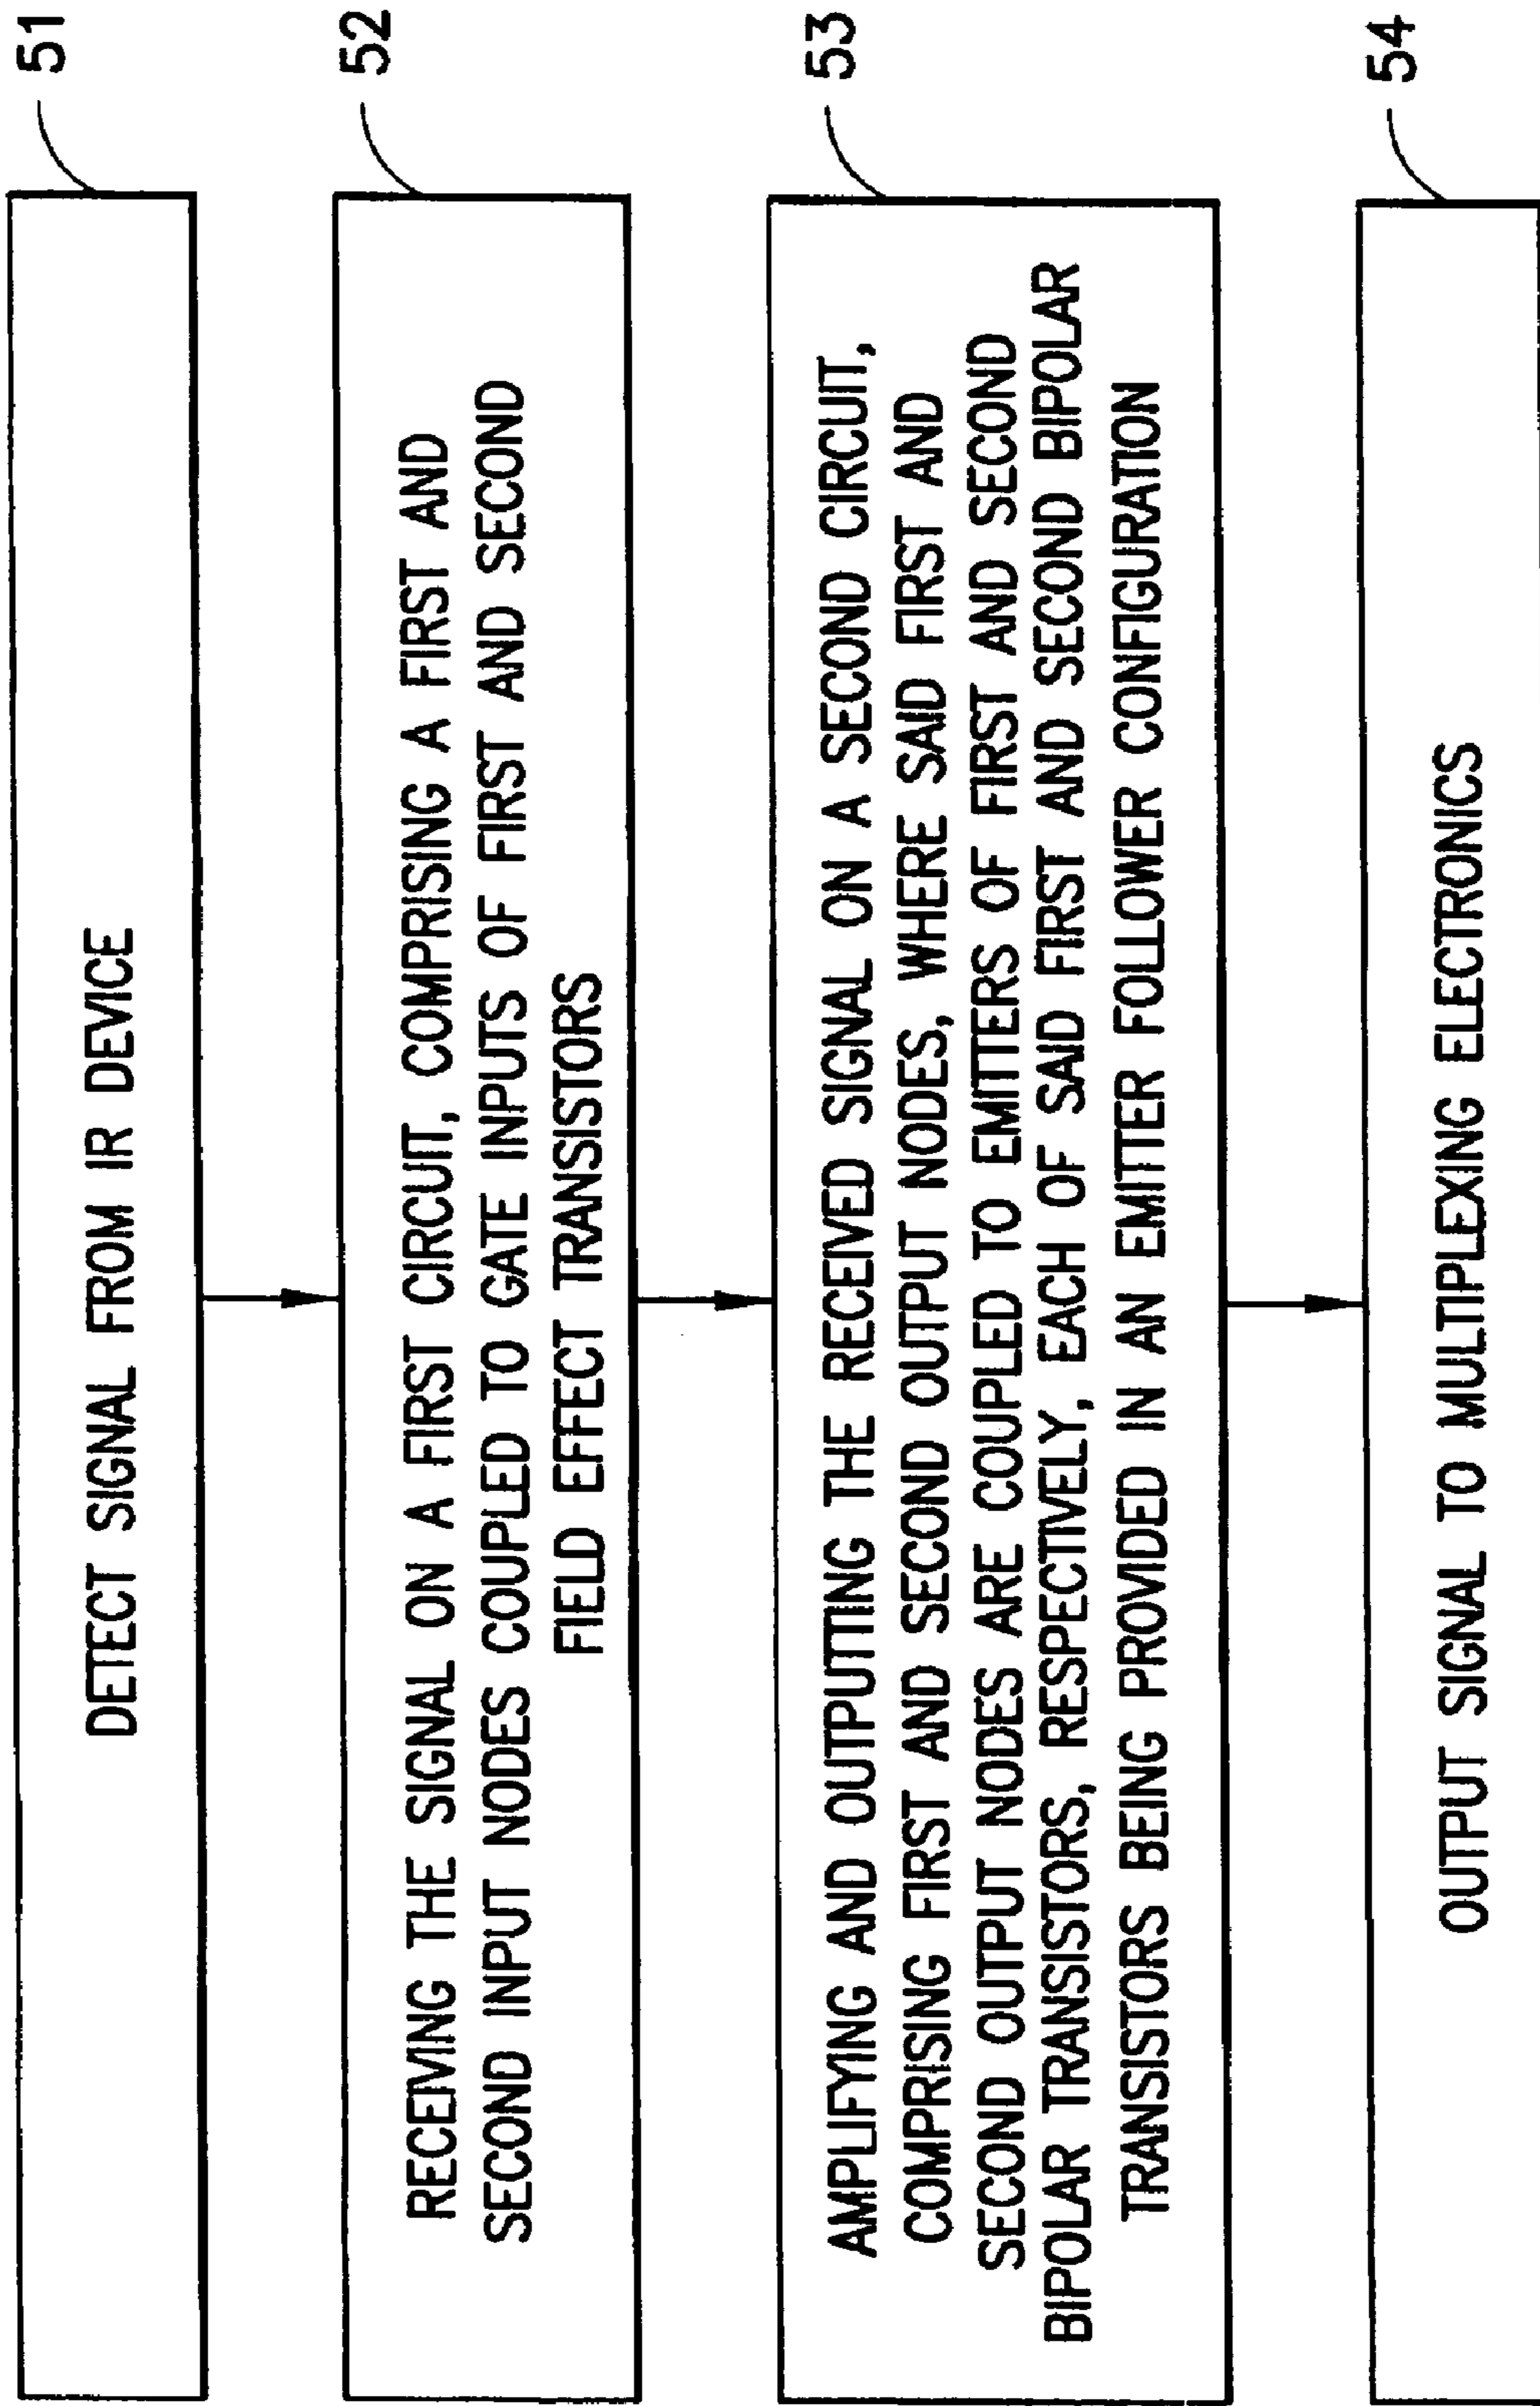 51
DETECT SIGNAL FROM IR DEVICE
52
RECEIVING THE SIGNAL ON A FIRST CIRCUIT, COMPRISING A FIRST AND
SECOND INPUT NODES COUPLED TO GATE INPUTS OF FIRST AND SECOND
FIELD EFFECT TRANSISTORS
53
AMPLIFYING AND OUTPUTTING THE RECEIVED SIGNAL ON A SECOND CIRCUIT,
COMPRISING FIRST AND SECOND OUTPUT NODES, WHERE SAID FIRST AND
SECOND OUTPUT NODES ARE COUPLED TO EMITTERS OF FIRST AND SECOND
BIPOLAR TRANSISTORS, RESPECTIVELY, EACH OF SAID FIRST AND SECOND BIPOLAR
TRANSISTORS BEING PROVIDED IN AN EMITTER FOLLOWER CONFIGURATION
54
OUTPUT SIGNAL TO MULTIPLEXING ELECTRONICS